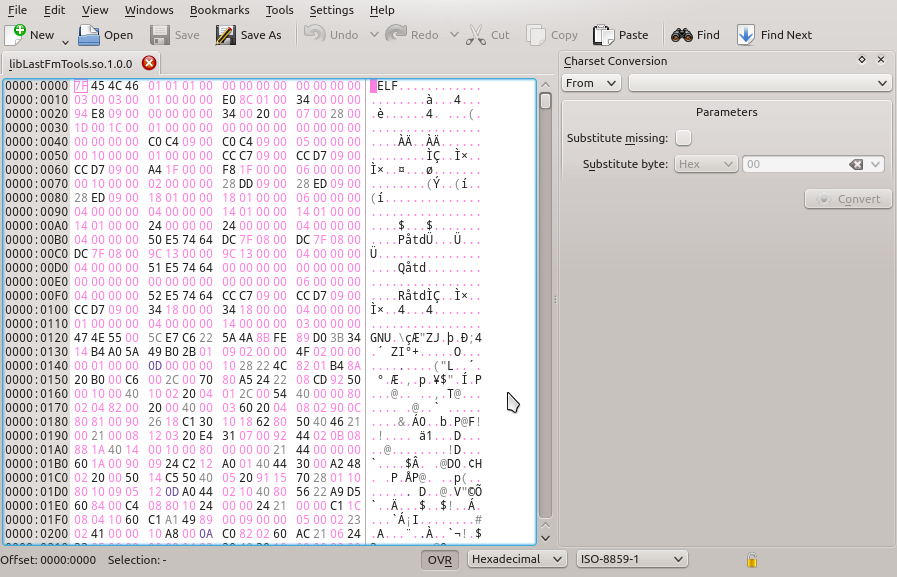 File Edit View Windows Bookmarks Tools Settings Help
New Open Save Save As Undo Redo Cut Copy Paste Find Find Next
libLastFmTools.so.1.0.0
0000:0000 7F 45 4C 46 01 01 01 00 00 00 00 00 00 00 00 00 ELF............
0000:0010 03 00 03 00 01 00 00 00 E0 8C 01 00 34 00 00 00 ........à...4...
0000:0020 94 E8 09 00 00 00 00 00 34 00 20 00 07 00 28 00 .è......4. ...(.
0000:0030 1D 00 1C 00 01 00 00 00 00 00 00 00 00 00 00 00 ................
0000:0040 00 00 00 00 C0 C4 09 00 C0 C4 09 00 05 00 00 00 ....ÀÄ..ÀÄ......
0000:0050 00 10 00 00 01 00 00 00 CC C7 09 00 CC D7 09 00 ........ÌÇ..Ì×..
0000:0060 CC D7 09 00 A4 1F 00 00 F8 1F 00 00 06 00 00 00 Ì×..¤...ø.......
0000:0070 00 10 00 00 02 00 00 00 28 DD 09 00 28 ED 09 00 ........(Ý..(í..
0000:0080 28 ED 09 00 18 01 00 00 18 01 00 00 06 00 00 00 (í..............
0000:0090 04 00 00 00 04 00 00 00 14 01 00 00 14 01 00 00 ................
0000:00A0 14 01 00 00 24 00 00 00 24 00 00 00 04 00 00 00 ....$...$.......
0000:00B0 04 00 00 00 50 E5 74 64 DC 7F 08 00 DC 7F 08 00 ....PåtdÜ...Ü...
0000:00C0 DC 7F 08 00 9C 13 00 00 9C 13 00 00 04 00 00 00 Ü...............
0000:00D0 04 00 00 00 51 E5 74 64 00 00 00 00 00 00 00 00 ....Qåtd........
0000:00E0 00 00 00 00 00 00 00 00 00 00 00 00 06 00 00 00 ................
0000:00F0 04 00 00 00 52 E5 74 64 CC C7 09 00 CC D7 09 00 ....RåtdÌÇ..Ì×..
0000:0100 CC D7 09 00 34 18 00 00 34 18 00 00 04 00 00 00 Ì×..4...4.......
0000:0110 01 00 00 00 04 00 00 00 14 00 00 00 03 00 00 00 ................
0000:0120 47 4E 55 00 5C E7 C6 22 5A 4A 8B FE 89 D0 3B 34 GNU.\çÆ"ZJ.þ.Ð;4
0000:0130 14 B4 A0 5A 49 B0 2B 01 09 02 00 00 4F 02 00 00 .´ ZI°+.....O...
0000:0140 00 01 00 00 0D 00 00 00 10 28 22 4C 82 01 B4 8A .........("L..´.
0000:0150 20 B0 00 C6 00 2C 00 70 80 A5 24 22 08 CD 92 50 °.Æ.,.p.¥$".Í.P
0000:0160 00 10 00 40 10 02 20 04 01 2C 00 54 40 00 00 80 ...@.. ..,.T@...
0000:0170 02 04 82 00 20 00 40 00 03 60 20 04 08 02 90 0C .... .@..` .....
0000:0180 80 81 00 90 26 18 C1 30 10 18 62 80 50 40 46 21 ....&.Á0..b.P@F!
0000:0190 00 21 00 08 12 03 20 E4 31 07 00 92 44 02 0B 08 .!.... ä1...D...
0000:01A0 88 1A 40 14 00 10 00 80 00 00 00 21 44 00 00 00 ..@........!D...
0000:01B0 60 1A 00 90 09 24 C2 12 A0 01 40 44 30 00 A2 48 `....$Â. .@D0.¢H
0000:01C0 02 20 00 50 14 C5 50 40 05 20 91 15 70 28 01 10 . .P.ÅP@. ..p(..
0000:01D0 80 10 09 05 12 0D A0 44 02 10 40 80 56 22 A9 D5 ...... D..@.V"©Õ
0000:01E0 60 84 00 C4 08 80 10 24 00 00 24 21 00 00 C1 1C `..Ä...$..$!..Á.
0000:01F0 08 04 10 60 C1 A1 49 89 00 09 00 00 05 00 02 23 ...`Á¡I........#
0000:0200 02 41 00 00 10 A8 00 0A C0 82 02 60 AC 21 06 24 .A...¨..À..`¬!.$
Charset Conversion
From
Parameters
Substitute missing:
Substitute byte: Hex 00
Convert
Offset: 0000:0000 Selection: - OVR Hexadecimal ISO-8859-1